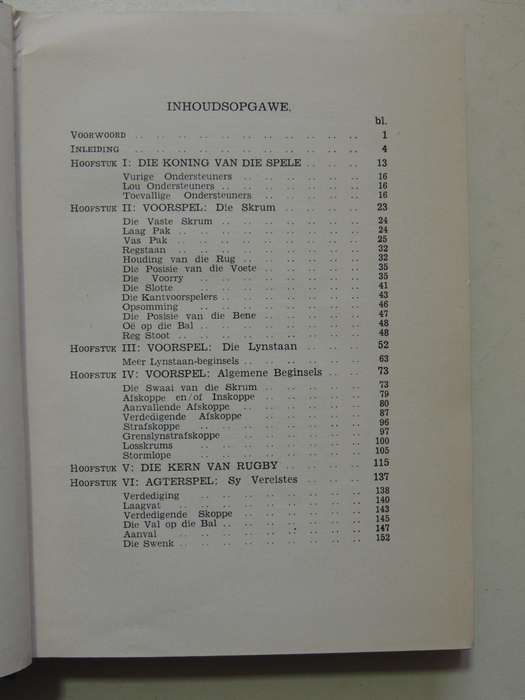 INHOUDSOPGAWE.
bl.
VOORWOORD .. .. .. .. .. .. .. .. .. .. 1
INLEIDING .. .. .. .. .. .. .. .. .. .. 4
HOOFSTUK I: DIE KONING VAN DIE SPELE .. .. .. 13
Vurige Ondersteuners .. .. .. .. .. .. 16
Lou Ondersteuners .. .. .. .. .. .. .. 16
Toevallige Ondersteuners .. .. .. .. .. 16
HOOFSTUK II: VOORSPEL: Die Skrum .. .. .. .. 23
Die Vaste Skrum .. .. .. .. .. .. .. 24
Laag Pak .. .. .. .. .. .. .. .. .. 24
Vas Pak .. .. .. .. .. .. .. .. .. 25
Regstaan .. .. .. .. .. .. .. .. .. 32
Houding van die Rug .. .. .. .. .. .. 32
Die Posisie van die Voete .. .. .. .. .. 35
Die Voorry .. .. .. .. .. .. .. .. 35
Die Slotte .. .. .. .. .. .. .. .. 41
Die Kantvoorspelers .. .. .. .. .. .. .. 43
Opsomming .. .. .. .. .. .. .. .. 46
Die Posisie van die Bene .. .. .. .. .. 47
Oë op die Bal .. .. .. .. .. .. .. .. 48
Reg Stoot .. .. .. .. .. .. .. .. .. 48
HOOFSTUK III: VOORSPEL: Die Lynstaan .. .. .. 52
Meer Lynstaan-beginsels .. .. .. .. .. .. 63
HOOFSTUK IV: VOORSPEL: Algemene Beginsels .. .. 73
Die Swaai van die Skrum .. .. .. .. .. 73
Afskoppe en/of Inskoppe .. .. .. .. .. 79
Aanvallende Afskoppe .. .. .. .. .. .. 80
Verdedigende Afskoppe .. .. .. .. .. 87
Strafskoppe .. .. .. .. .. .. .. .. 96
Grenslynstrafskoppe .. .. .. .. .. .. 97
Losskrums .. .. .. .. .. .. .. .. 100
Stormlope .. .. .. .. .. .. .. .. 105
HOOFSTUK V: DIE KERN VAN RUGBY .. .. .. .. 115
HOOFSTUK VI: AGTERSPEL: Sy Vereistes .. .. .. 137
Verdediging .. .. .. .. .. .. .. 138
Laagvat .. .. .. .. .. .. .. .. 140
Verdedigende Skoppe .. .. .. .. .. .. 143
Die Val op die Bal .. .. .. .. .. .. .. 145
Aanval .. .. .. .. .. .. .. .. 147
Die Swenk .. .. .. .. .. .. .. .. .. 152